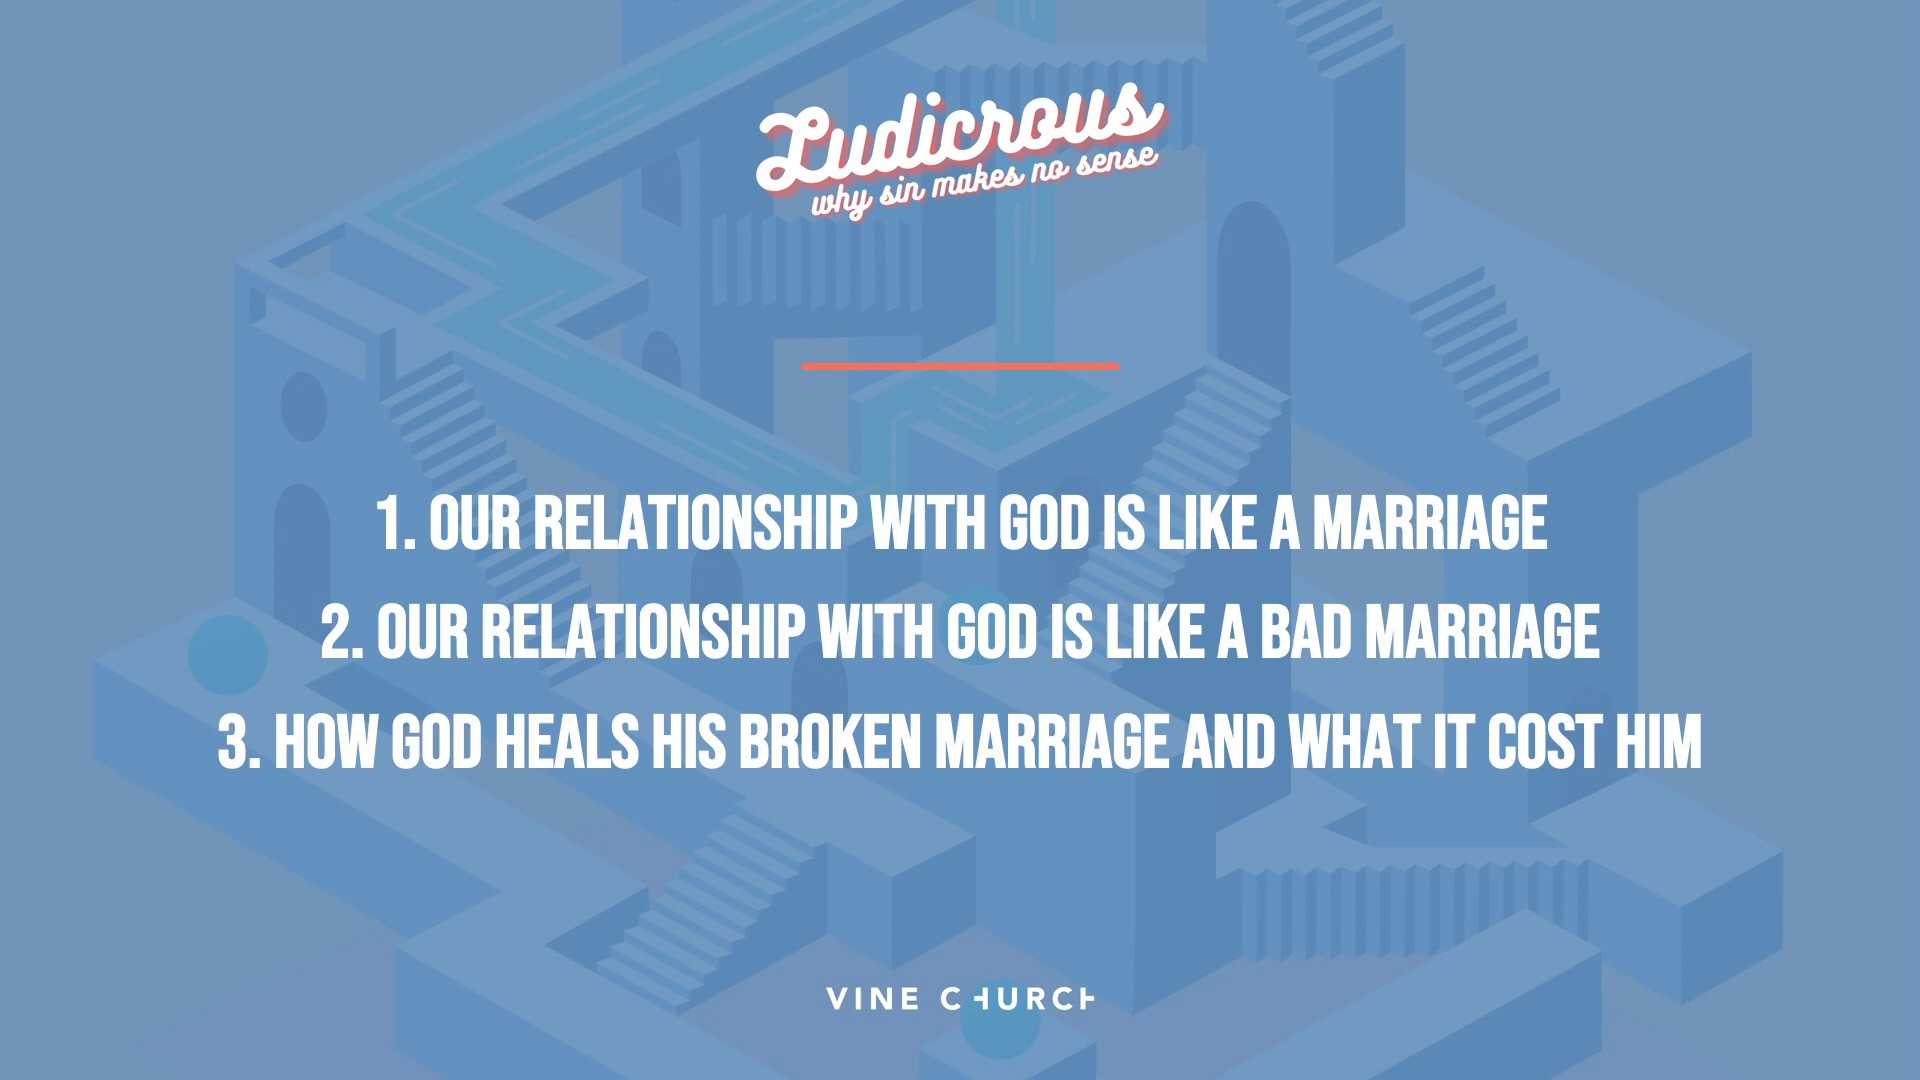 Ludicrous
why sin makes no sense
1. OUR RELATIONSHIP WITH GOD IS LIKE A MARRIAGE
2. OUR RELATIONSHIP WITH GOD IS LIKE A BAD MARRIAGE
3. HOW GOD HEALS HIS BROKEN MARRIAGE AND WHAT IT COST HIM
VINE CHURCH